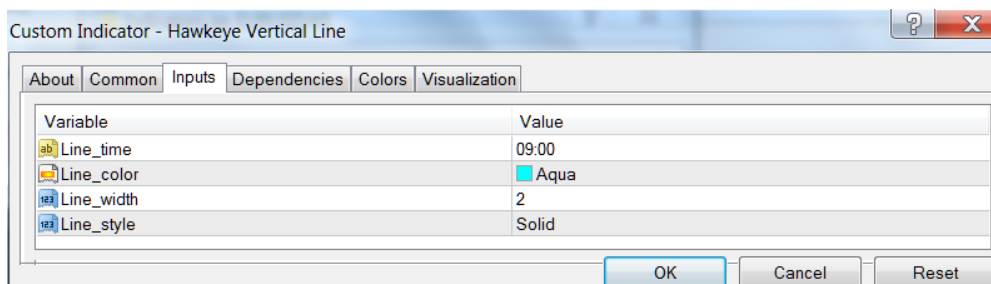 Custom Indicator - Hawkeye Vertical Line
About Common Inputs Dependencies Colors Visualization
Variable Value
Line_time 09:00
Line_color Aqua
Line_width 2
Line_style Solid
OK Cancel Reset